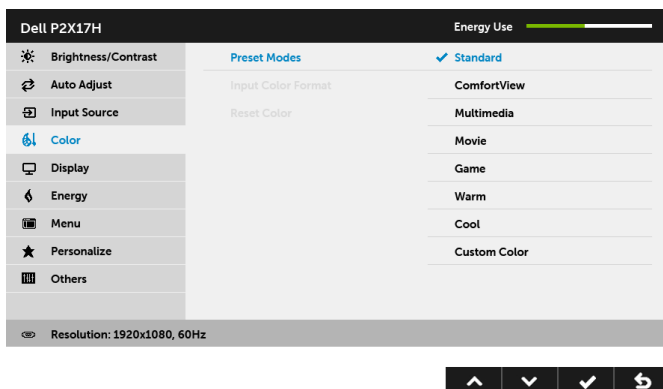 Dell P2X17H Energy Use
Brightness/Contrast Preset Modes Standard
Auto Adjust Input Color Format ComfortView
Input Source Reset Color Multimedia
Color Movie
Display Game
Energy Warm
Menu Cool
Personalize Custom Color
Others
Resolution: 1920x1080, 60Hz